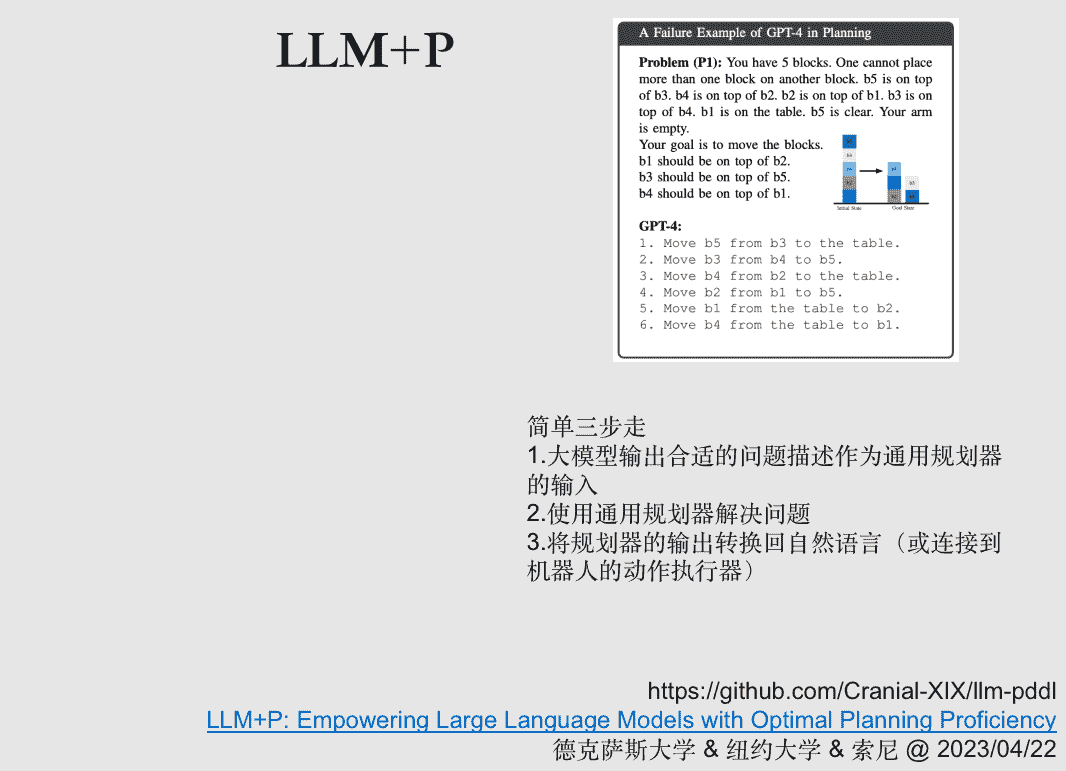 LLM+P
A Failure Example of GPT-4 in Planning
Problem (P1): You have 5 blocks. One cannot place
more than one block on another block. b5 is on top
of b3. b4 is on top of b2. b2 is on top of b1. b3 is on
top of b4. b1 is on the table. b5 is clear. Your arm
is empty.
Your goal is to move the blocks.
b1 should be on top of b2.
b3 should be on top of b5.
b4 should be on top of b1.
Initial State
Goal State
GPT-4:
1. Move b5 from b3 to the table.
2. Move b3 from b4 to b5.
3. Move b4 from b2 to the table.
4. Move b2 from b1 to b5.
5. Move b1 from the table to b2.
6. Move b4 from the table to b1.
简单三步走
1.大模型输出合适的问题描述作为通用规划器
的输入
2.使用通用规划器解决问题
3.将规划器的输出转换回自然语言（或连接到
机器人的动作执行器）
https://github.com/Cranial-XIX/llm-pddl
LLM+P: Empowering Large Language Models with Optimal Planning Proficiency
德克萨斯大学 & 纽约大学 & 索尼 @ 2023/04/22